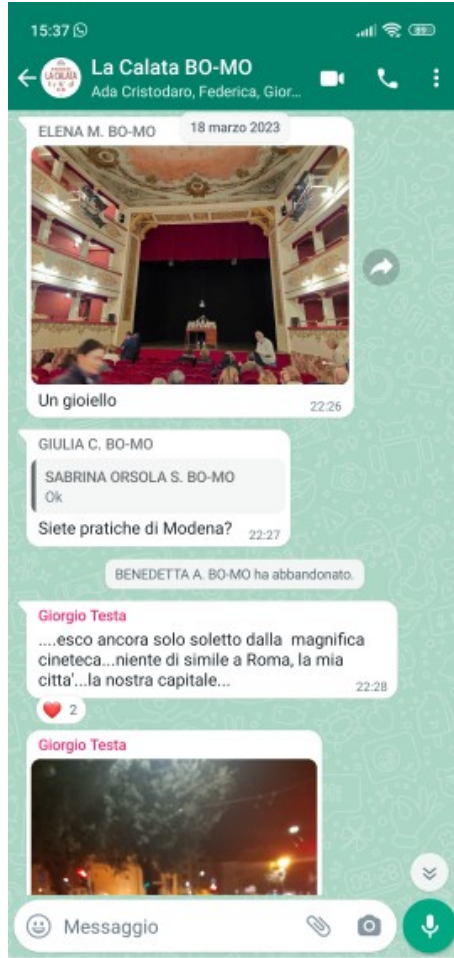 15:37
La Calata BO-MO
Ada Cristodaro, Federica, Gior...
18 marzo 2023
ELENA M. BO-MO
Un gioiello
22:26
GIULIA C. BO-MO
SABRINA ORSOLA S. BO-MO
Ok
Siete pratiche di Modena?
22:27
BENEDETTA A. BO-MO ha abbandonato.
Giorgio Testa
....esco ancora solo soletto dalla magnifica
cineteca...niente di simile a Roma, la mia
citta'...la nostra capitale...
22:28
2
Giorgio Testa
Messaggio